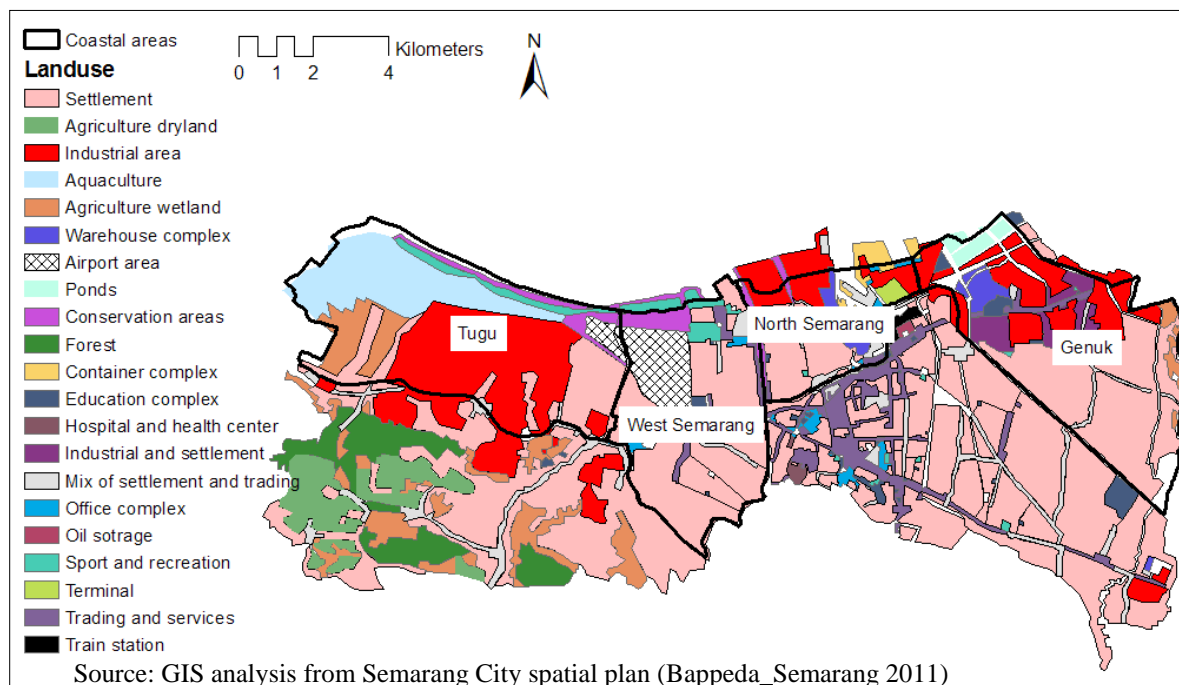 Coastal areas
Landuse
Settlement
Agriculture dryland
Industrial area
Aquaculture
Agriculture wetland
Warehouse complex
Airport area
Ponds
Conservation areas
Forest
Container complex
Education complex
Hospital and health center
Industrial and settlement
Mix of settlement and trading
Office complex
Oil sotrage
Sport and recreation
Terminal
Trading and services
Train station
Kilometers
0 1 2 4
N
Tugu
North Semarang
Genuk
West Semarang
Source: GIS analysis from Semarang City spatial plan (Bappeda_Semarang 2011)